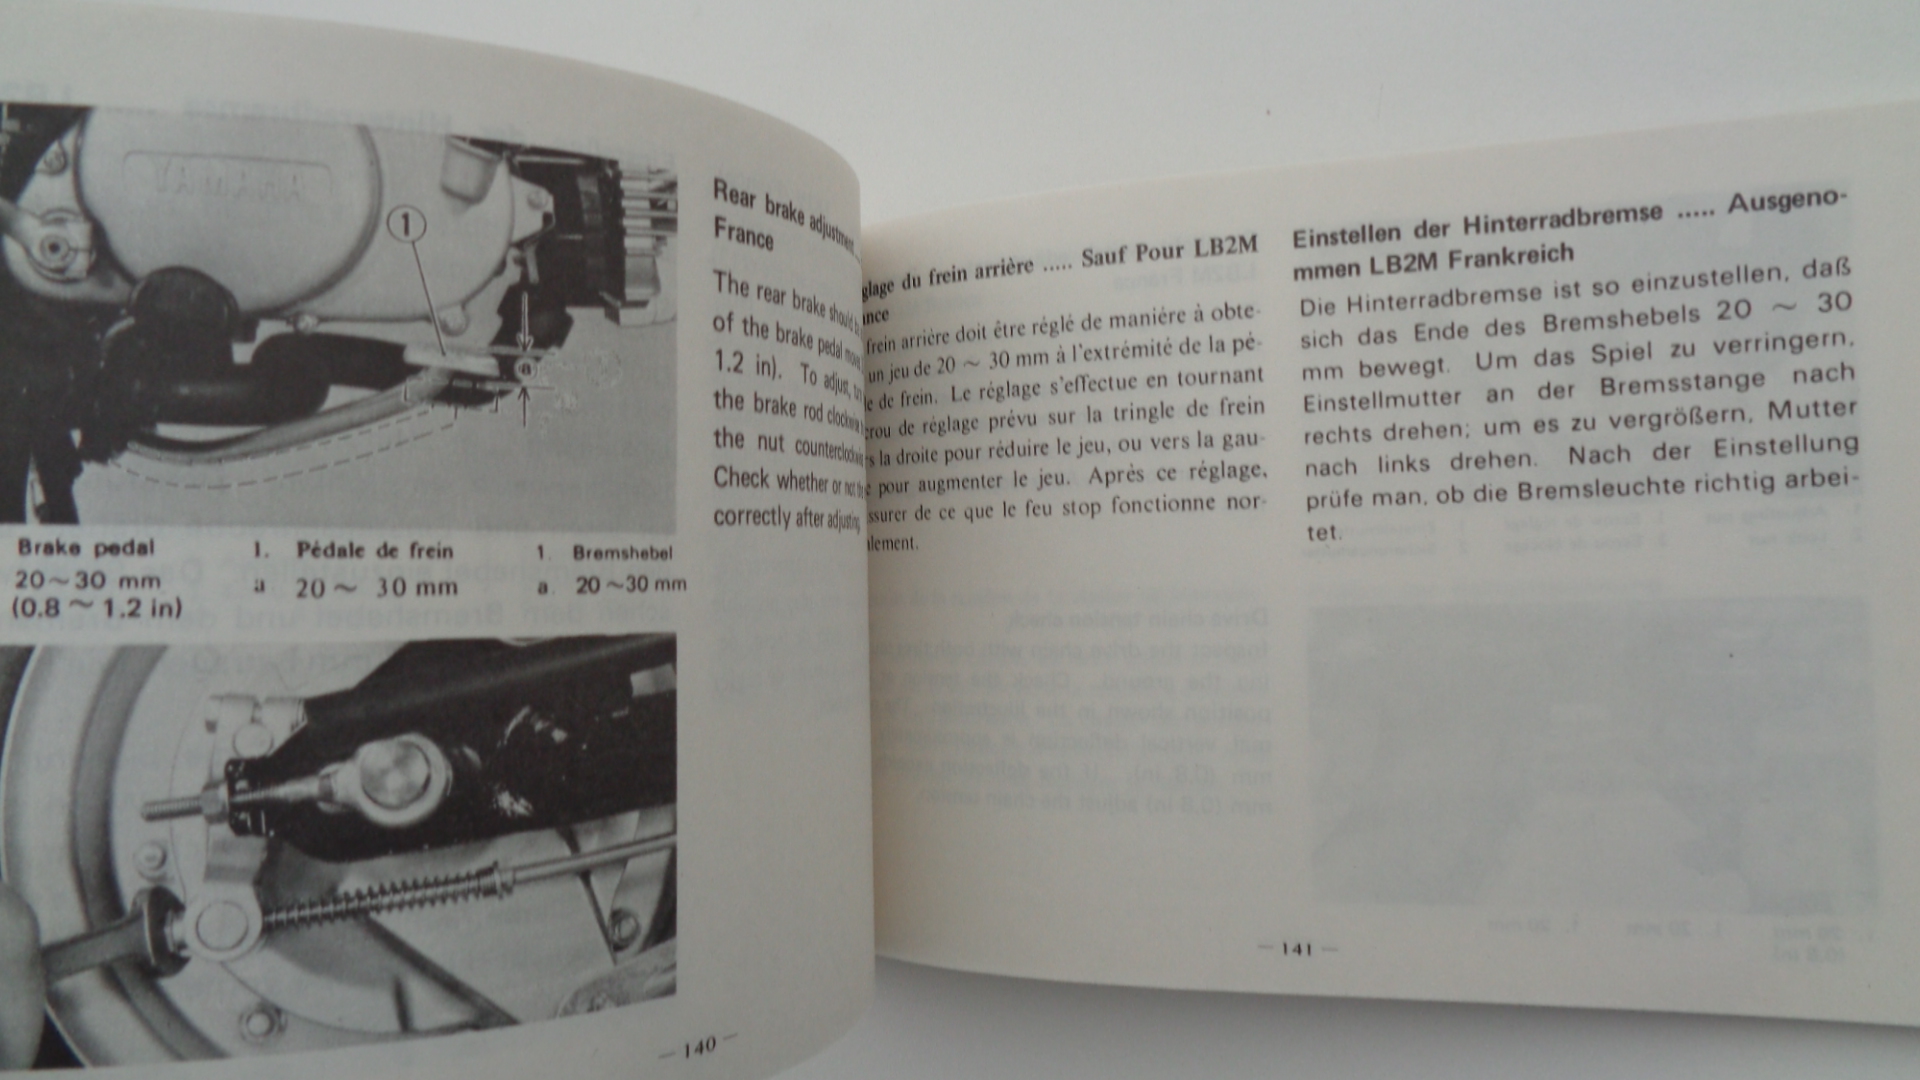 1
a
Brake pedal
20~30 mm
(0.8 ~ 1.2 in)
1. Pédale de frein
a 20 ~ 30 mm
1. Bremshebel
a. 20~30 mm
Rear brake adjustment
France
The rear brake should
of the brake pedal
1.2 in). To adjust,
the brake rod
the nut
Check whether or not
correctly after adjusting
— 140 —
glage du frein arrière ..... Sauf Pour LB2M
ance
frein arrière doit être réglé de maniére à obte-
un jeu de 20 ~ 30 mm à l'extrémité de la pé-
de frein. Le réglage s'effectue en tournant
rou de réglage prévu sur la tringle de frein
s la droite pour réduire le jeu, ou vers la gau-
pour augmenter le jeu. Après ce réglage,
ssurer de ce que le feu stop fonctionne nor-
alement.
Einstellen der Hinterradbremse ..... Ausgeno-
mmen LB2M Frankreich
Die Hinterradbremse ist so einzustellen, daß
sich das Ende des Bremshebels 20 ~ 30
mm bewegt. Um das Spiel zu verringern,
Einstellmutter an der Bremsstange nach
rechts drehen; um es zu vergrößern, Mutter
nach links drehen. Nach der Einstellung
prüfe man, ob die Bremsleuchte richtig arbei-
tet.
— 141 —